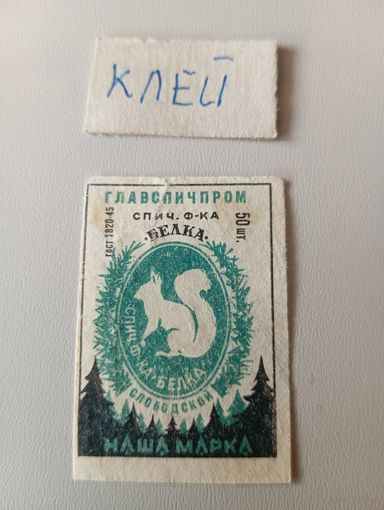 КЛЕЙ
ГЛАВСПИЧПРОМ
СПИЧ. Ф-КА
·БЕЛКА·
ГОСТ 1820-45
50 шт.
СПИЧ. Ф-КА БЕЛКА
СЛОБОДСКОЙ
НАША МАРКА